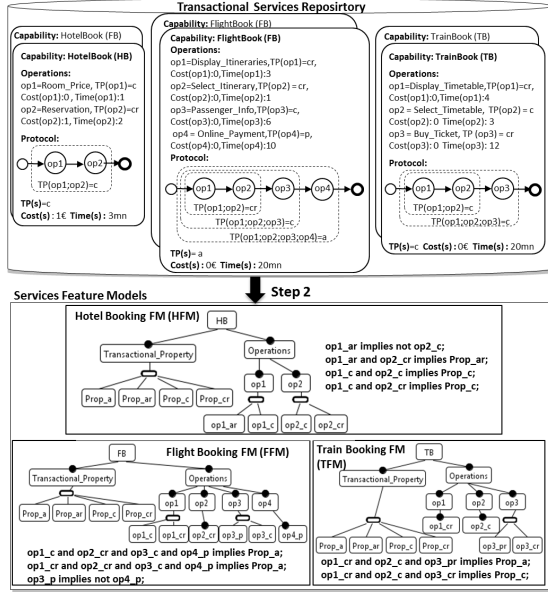 Transactional Services Repoisirtory
Capability: HotelBook (FB)
Capability: HotelBook (HB)
Operations:
op1=Room_Price, TP(op1)=c
Cost(op1):0 ,Time(op1):1
op2=Reservation, TP(op2)=cr
Cost(op2):1, Time(op2):2
Protocol:
op1
op2
TP(op1;op2)=c
TP(s)=c
Cost(s) : 1€ Time(s) : 3mn
Capability: FlightBook (FB)
Capability: FlightBook (FB)
Operations:
op1=Display_Itineraries,TP(op1)=cr,
Cost(op1):0,Time(op1):3
op2=Select_Itinerary,TP(op2) = cr,
Cost(op2):0,Time(op2):1
op3=Passenger_Info,TP(op3)=c,
Cost(op3):0,Time(op3):6
op4 = Online_Payment,TP(op4)=p,
Cost(op4):0,Time(op4):10
Protocol:
op1
op2
op3
op4
TP(op1;op2)=cr
TP(op1;op2;op3)=c
TP(op1;op2;op3;op4)=a
TP(s)= a
Cost(s) : 0€ Time(s) : 20mn
Capability: TrainBook (TB)
Capability: TrainBook (TB)
Operations:
op1=Display_Timetable,TP(op1)=cr,
Cost(op1):0,Time(op1):4
op2 = Select_Timetable, TP(op2) = c
Cost(op2): 0 Time(op2): 3
op3 = Buy_Ticket, TP (op3) = cr
Cost(op3): 0 Time(op3): 12
Protocol:
op1
op2
op3
TP(op1;op2)=c
TP(op1;op2;op3)=c
TP(s)=c Cost(s): 0€ Time(s) : 20mn
Services Feature Models
Step 2
Hotel Booking FM (HFM)
HB
Transactional_Property
Operations
op1
op2
Prop_a
Prop_ar
Prop_c
Prop_cr
op1_ar
op1_c
op2_c
op2_cr
op1_ar implies not op2_c;
op1_ar and op2_cr implies Prop_ar;
op1_c and op2_c implies Prop_c;
op1_c and op2_cr implies Prop_c;
FB
Flight Booking FM (FFM)
Transactional_Property
Operations
op1
op2
op3
op4
Prop_a
Prop_ar
Prop_c
Prop_cr
op1_c
op1_cr
op2_cr
op3_p
op3_c
op4_p
op1_c and op2_cr and op3_c and op4_p implies Prop_a;
op1_cr and op2_cr and op3_c and op4_p implies Prop_a;
op3_p implies not op4_p;
Train Booking FM
(TFM)
TB
Transactional_Property
Operations
op1
op2
op3
op1_cr
op2_c
Prop_a
Prop_ar
Prop_c
Prop_cr
op3_pr
op3_cr
op1_cr and op2_c and op3_pr implies Prop_a;
op1_cr and op2_c and op3_cr implies Prop_c;